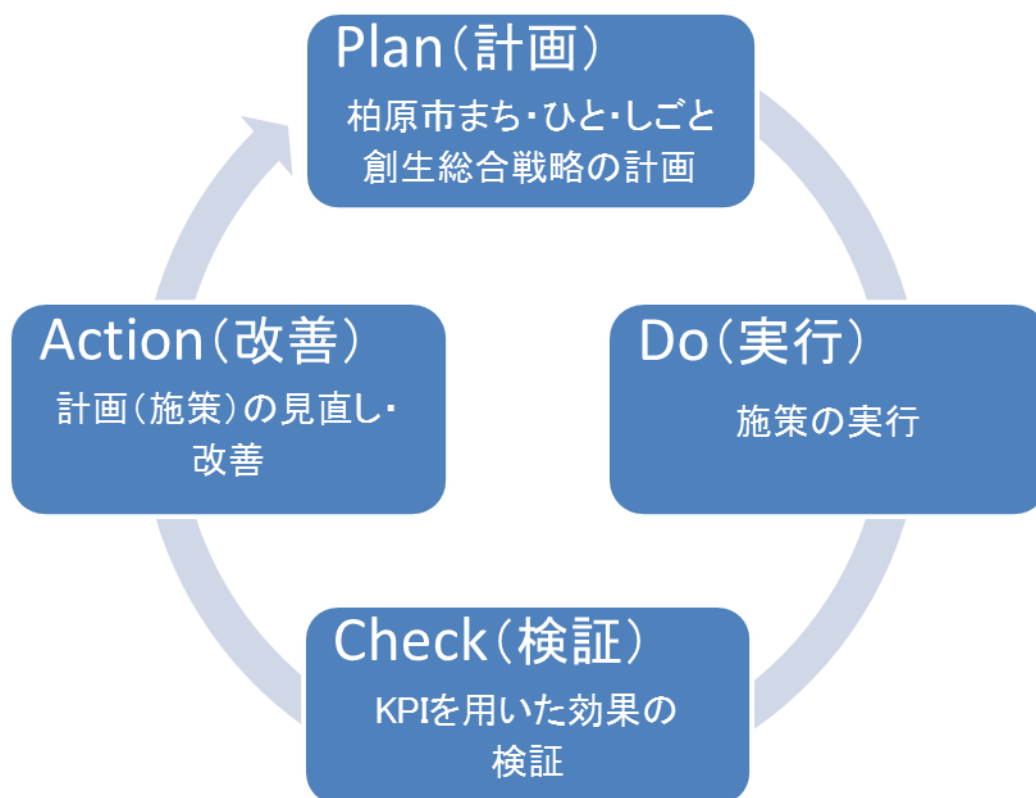 Plan(計画)
柏原市まち・ひと・しごと
創生総合戦略の計画
Do(実行)
施策の実行
Check(検証)
KPIを用いた効果の
検証
Action(改善)
計画(施策)の見直し・
改善